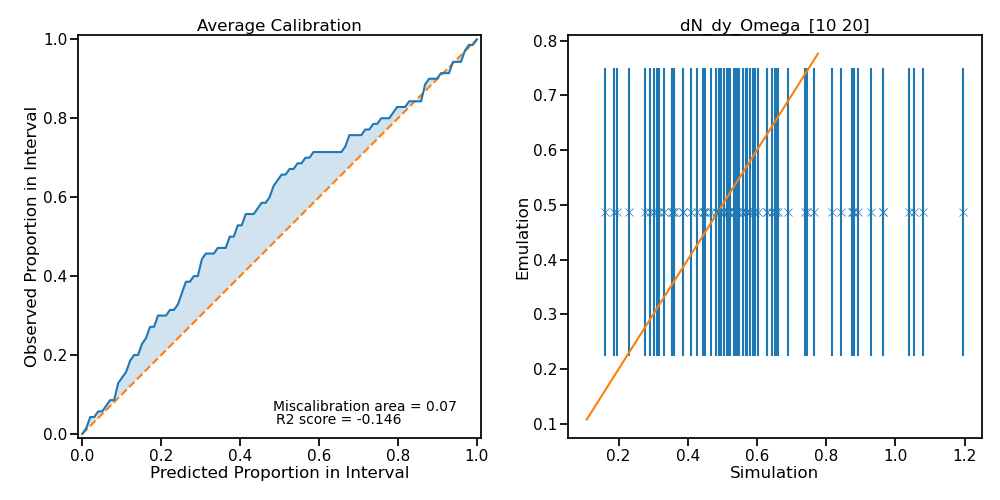 Average Calibration
1.0
0.8
0.6
0.4
0.2
0.0
Observed Proportion in Interval
Miscalibration area = 0.07
R2 score = -0.146
0.0 0.2 0.4 0.6 0.8 1.0
Predicted Proportion in Interval
dN_dy_Omega_[10 20]
0.8
0.7
0.6
0.5
0.4
0.3
0.2
0.1
Emulation
0.2 0.4 0.6 0.8 1.0 1.2
Simulation